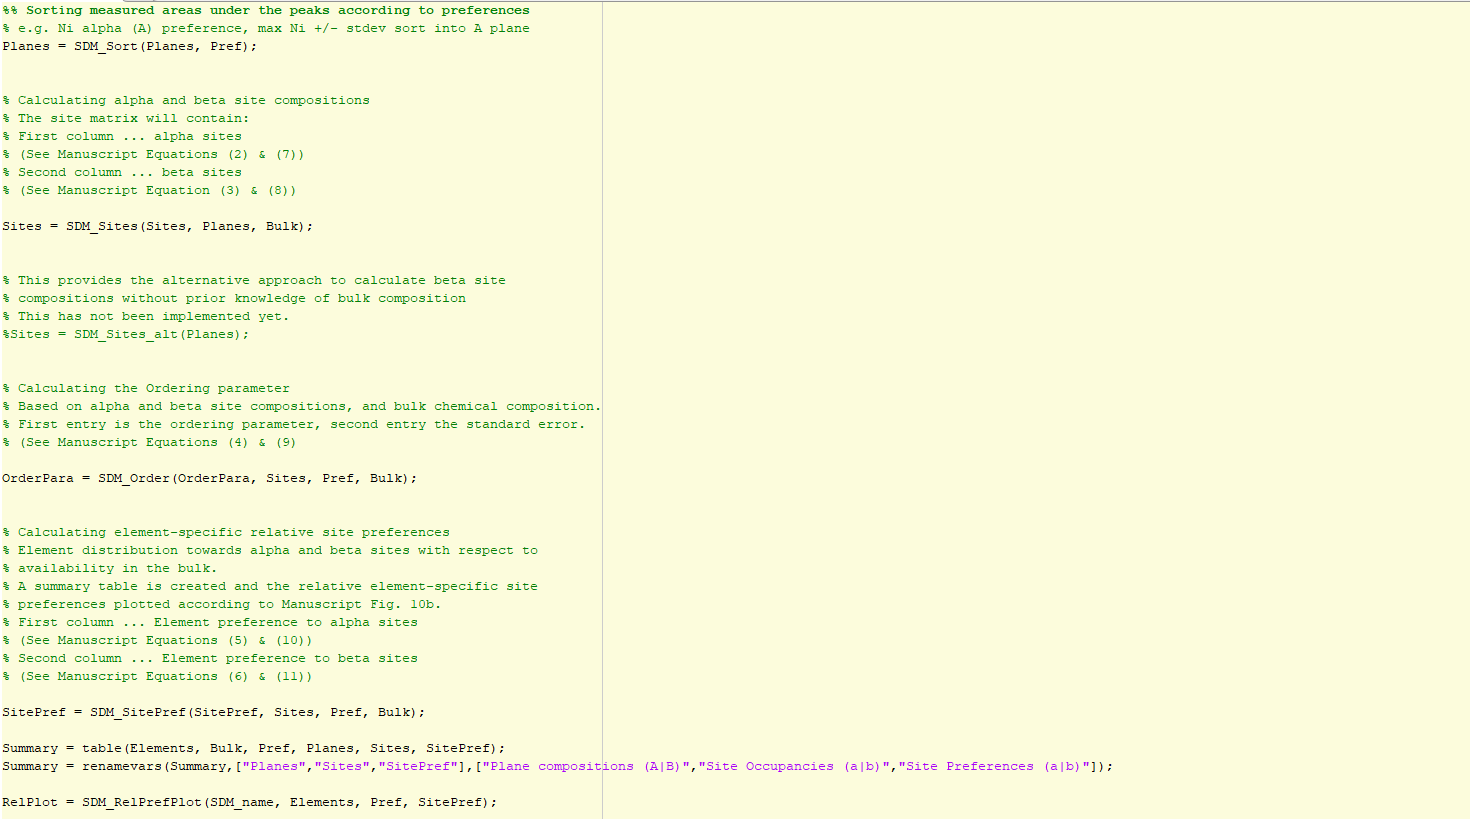 %% Sorting measured areas under the peaks according to preferences
% e.g. Ni alpha (A) preference, max Ni +/- stdev sort into A plane
Planes = SDM_Sort(Planes, Pref);
% Calculating alpha and beta site compositions
% The site matrix will contain:
% First column ... alpha sites
% (See Manuscript Equations (2) & (7))
% Second column ... beta sites
% (See Manuscript Equation (3) & (8))
Sites = SDM_Sites(Sites, Planes, Bulk);
% This provides the alternative approach to calculate beta site
% compositions without prior knowledge of bulk composition
% This has not been implemented yet.
%Sites = SDM_Sites_alt(Planes);
% Calculating the Ordering parameter
% Based on alpha and beta site compositions, and bulk chemical composition.
% First entry is the ordering parameter, second entry the standard error.
% (See Manuscript Equations (4) & (9)
OrderPara = SDM_Order(OrderPara, Sites, Pref, Bulk);
% Calculating element-specific relative site preferences
% Element distribution towards alpha and beta sites with respect to
% availability in the bulk.
% A summary table is created and the relative element-specific site
% preferences plotted according to Manuscript Fig. 10b.
% First column ... Element preference to alpha sites
% (See Manuscript Equations (5) & (10))
% Second column ... Element preference to beta sites
% (See Manuscript Equations (6) & (11))
SitePref = SDM_SitePref(SitePref, Sites, Pref, Bulk);
Summary = table(Elements, Bulk, Pref, Planes, Sites, SitePref);
Summary = renamevars(Summary,["Planes","Sites","SitePref"],["Plane compositions (A|B)","Site Occupancies (a|b)","Site Preferences (a|b)"]);
RelPlot = SDM_RelPrefPlot(SDM_name, Elements, Pref, SitePref);